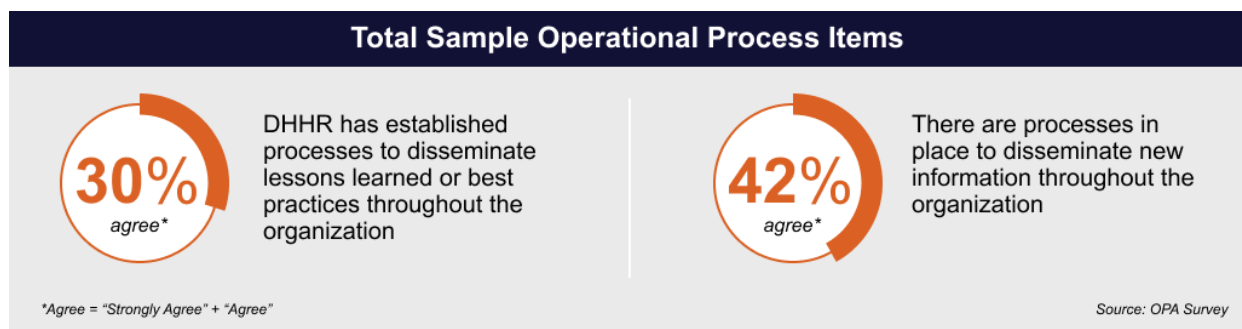 Total Sample Operational Process Items
30%
agree*
DHHR has established
processes to disseminate
lessons learned or best
practices throughout the
organization
42%
agree*
There are processes in
place to disseminate new
information throughout the
organization
*Agree = “Strongly Agree” + “Agree”
Source: OPA Survey